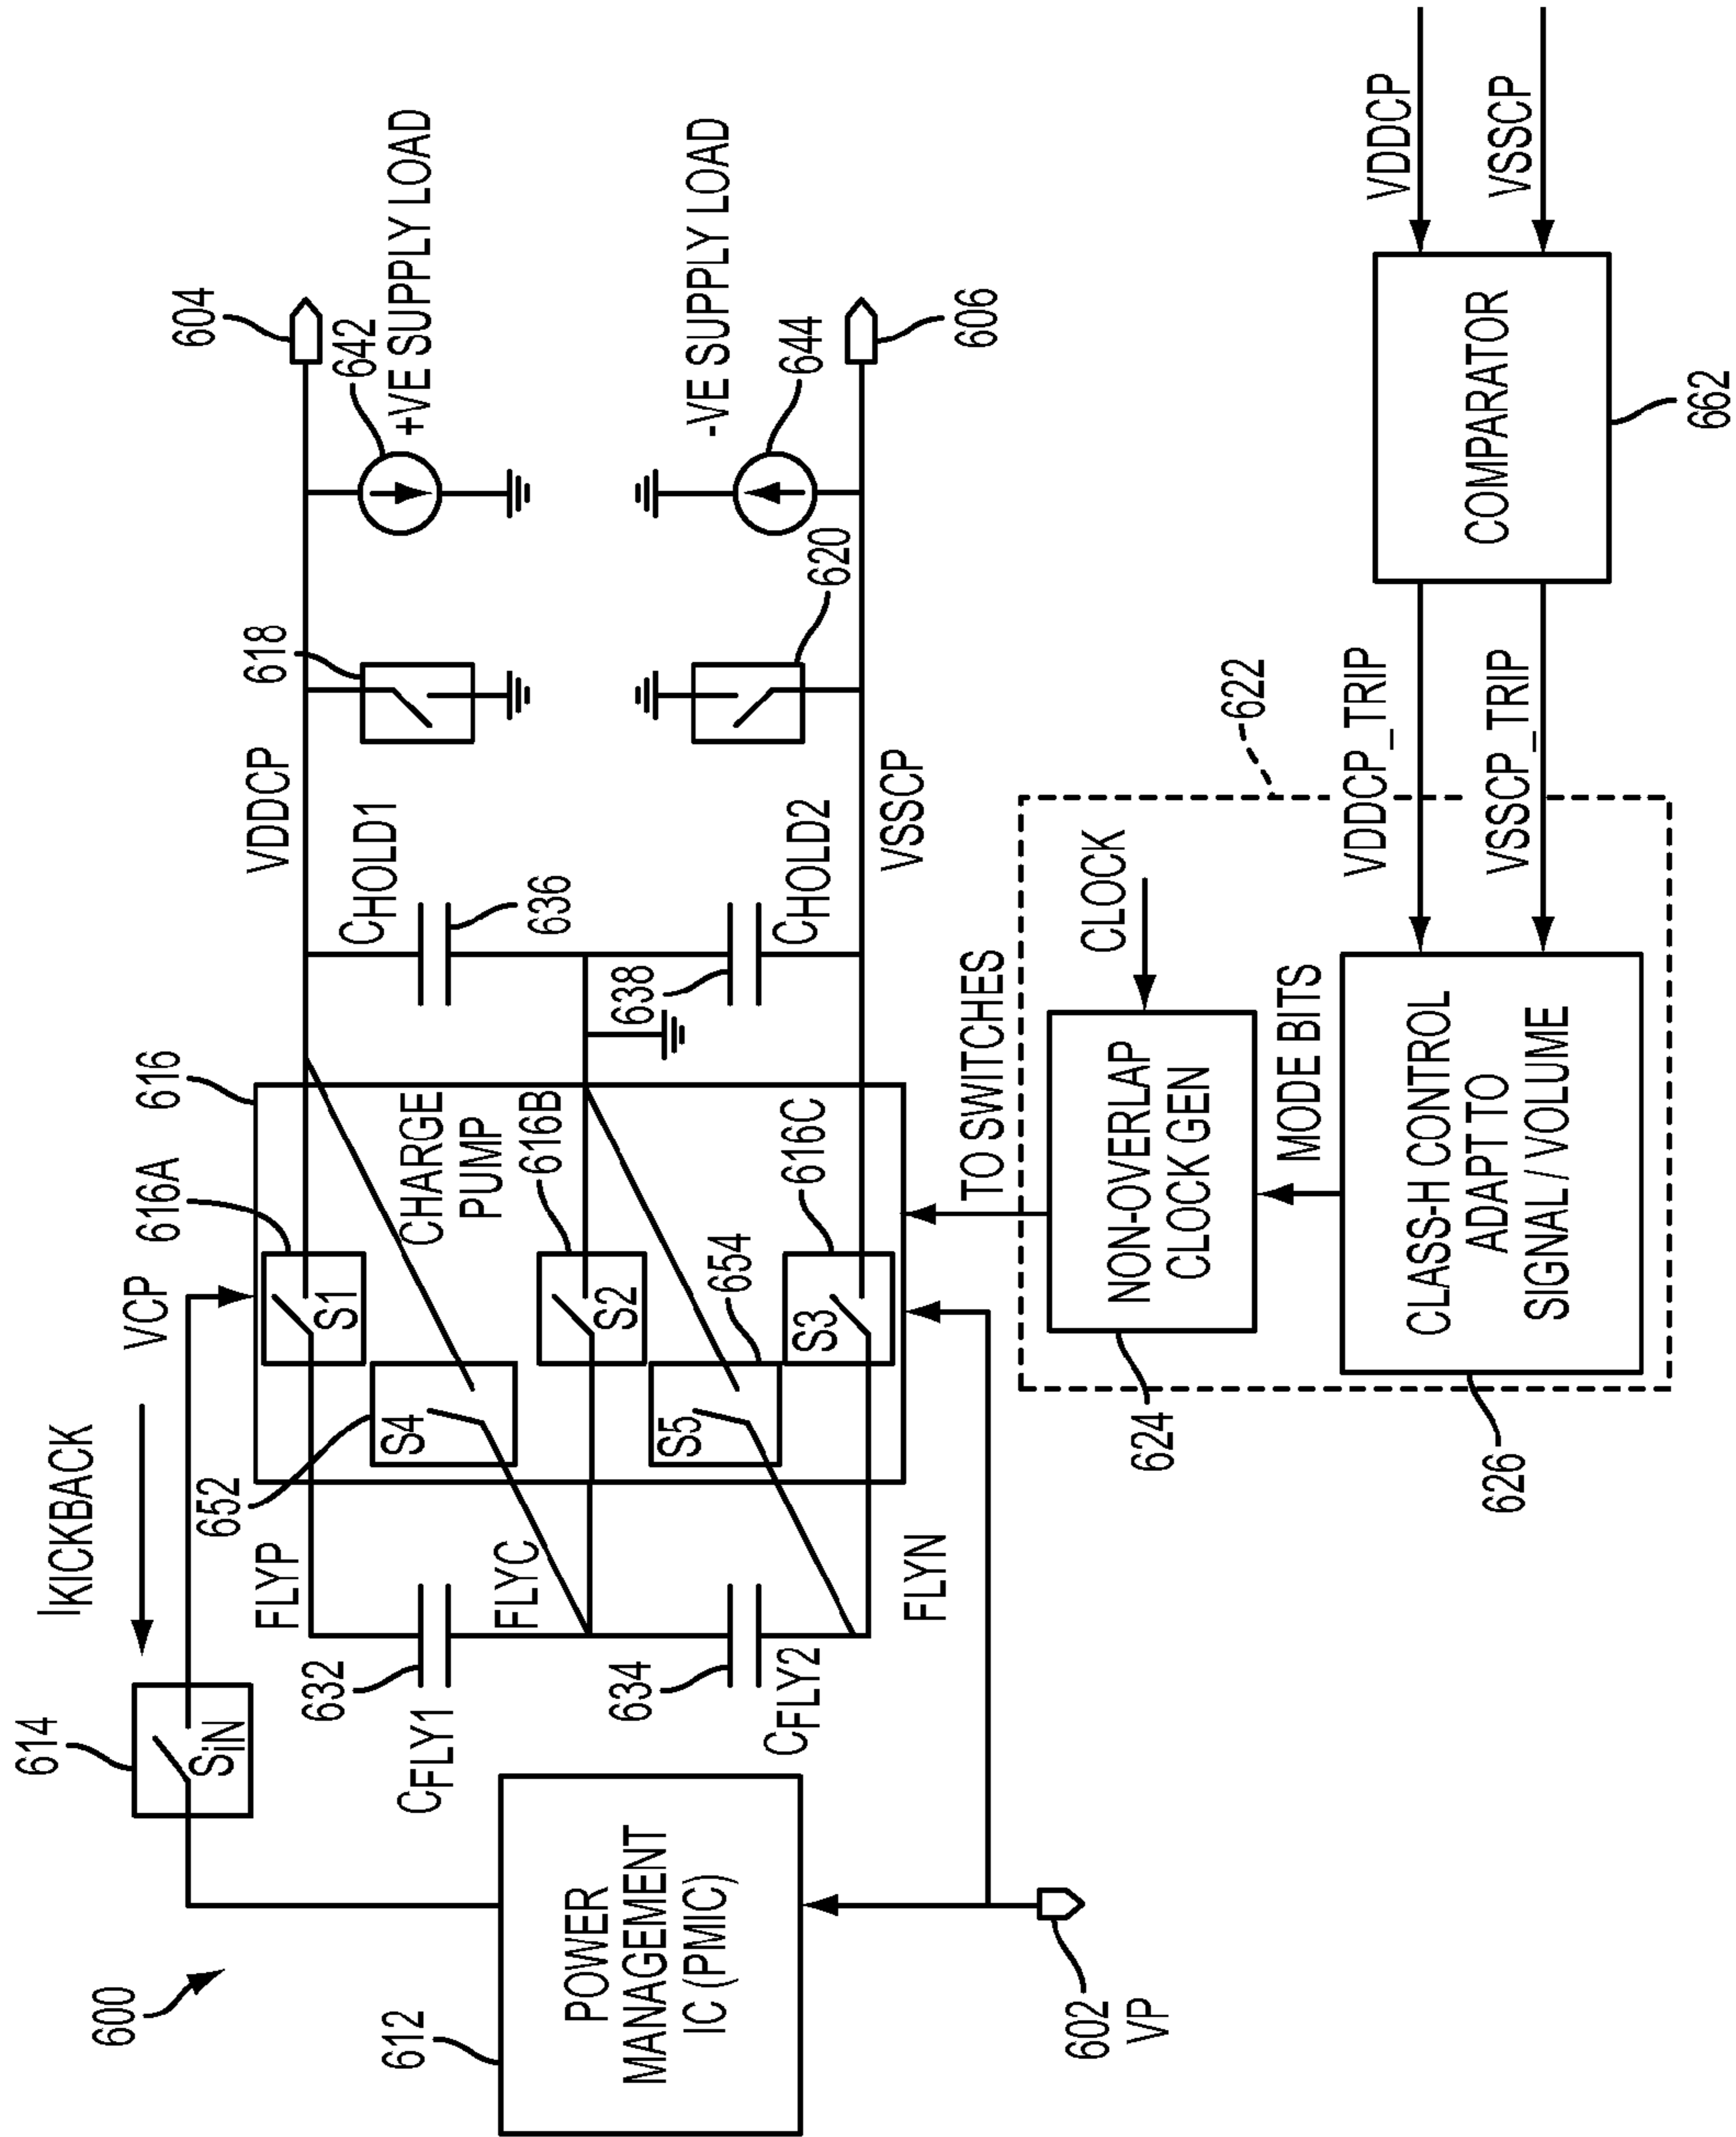 600
614
SiN
IKICKBACK
VCP
616A
616
604
612
POWER
MANAGEMENT
IC (PMIC)
602
VP
632
CFLY1
634
CFLY2
FLYP
FLYC
FLYN
652
S1
S4
S2
S5
S3
CHARGE
PUMP
616B
654
616C
VDDCP
CHOLD1
636
638
CHOLD2
VSSCP
618
620
642
+VE SUPPLY LOAD
-VE SUPPLY LOAD
644
606
TO SWITCHES
CLOCK
622
NON-OVERLAP
CLOCK GEN
624
MODE BITS
CLASS-H CONTROL
ADAPT TO
SIGNAL / VOLUME
626
VDDCP_TRIP
VSSCP_TRIP
COMPARATOR
662
VDDCP
VSSCP